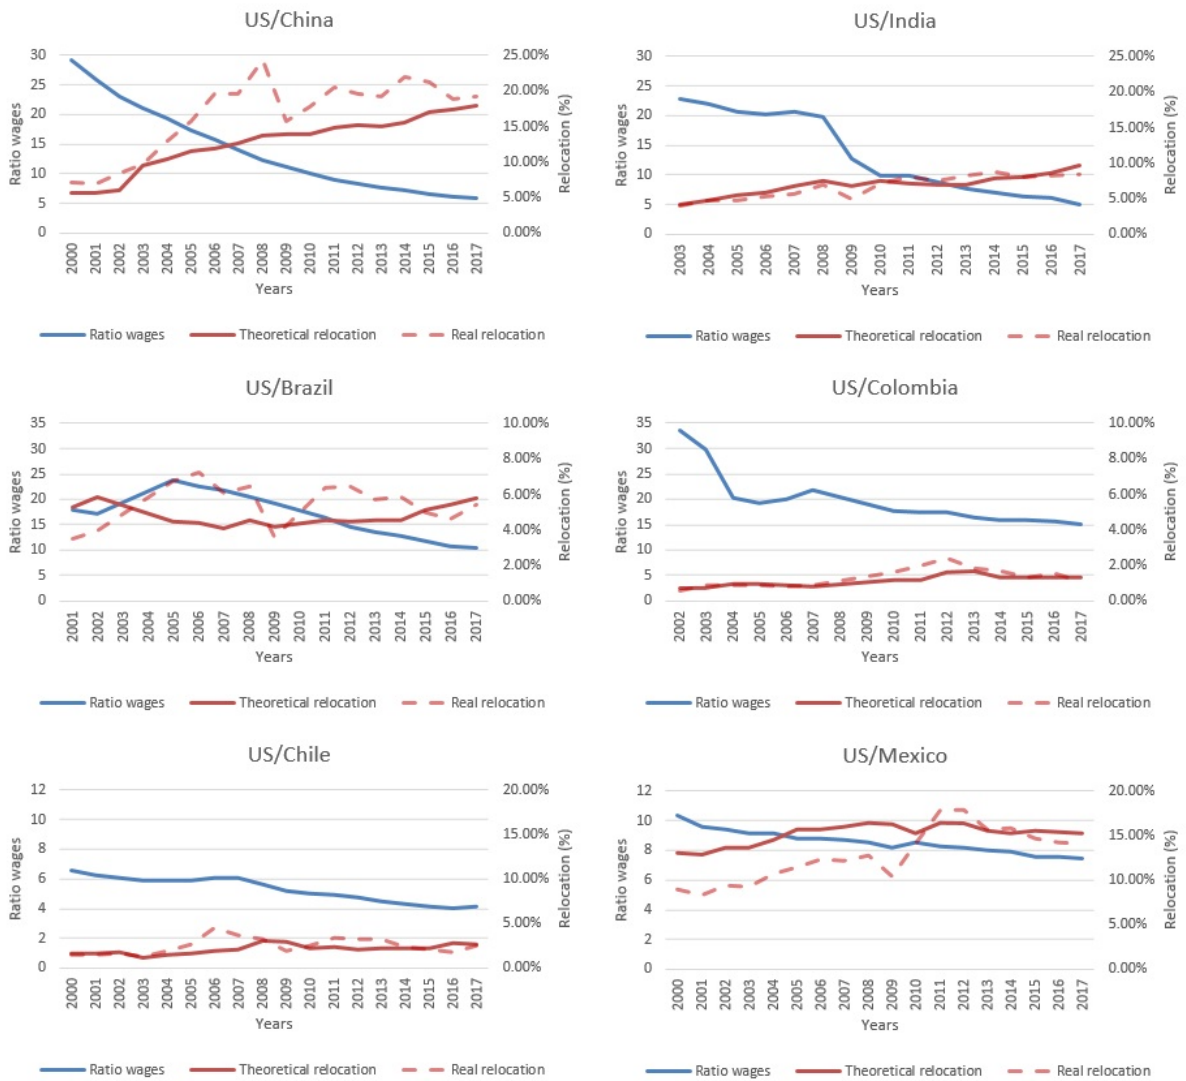 US/China
30
25
20
15
10
5
0
Ratio wages
25.00%
20.00%
15.00%
10.00%
5.00%
0.00%
Relocation (%)
2000 2001 2002 2003 2004 2005 2006 2007 2008 2009 2010 2011 2012 2013 2014 2015 2016 2017
Years
Ratio wages Theoretical relocation Real relocation
US/India
30
25
20
15
10
5
0
Ratio wages
25.00%
20.00%
15.00%
10.00%
5.00%
0.00%
Relocation (%)
2003 2004 2005 2006 2007 2008 2009 2010 2011 2012 2013 2014 2015 2016 2017
Years
Ratio wages Theoretical relocation Real relocation
US/Brazil
35
30
25
20
15
10
5
0
Ratio wages
10.00%
8.00%
6.00%
4.00%
2.00%
0.00%
Relocation (%)
2001 2002 2003 2004 2005 2006 2007 2008 2009 2010 2011 2012 2013 2014 2015 2016 2017
Years
Ratio wages Theoretical relocation Real relocation
US/Colombia
35
30
25
20
15
10
5
0
Ratio wages
10.00%
8.00%
6.00%
4.00%
2.00%
0.00%
Relocation (%)
2002 2003 2004 2005 2006 2007 2008 2009 2010 2011 2012 2013 2014 2015 2016 2017
Years
Ratio wages Theoretical relocation Real relocation
US/Chile
12
10
8
6
4
2
0
Ratio wages
20.00%
15.00%
10.00%
5.00%
0.00%
Relocation (%)
2000 2001 2002 2003 2004 2005 2006 2007 2008 2009 2010 2011 2012 2013 2014 2015 2016 2017
Years
Ratio wages Theoretical relocation Real relocation
US/Mexico
12
10
8
6
4
2
0
Ratio wages
20.00%
15.00%
10.00%
5.00%
0.00%
Relocation (%)
2000 2001 2002 2003 2004 2005 2006 2007 2008 2009 2010 2011 2012 2013 2014 2015 2016 2017
Years
Ratio wages Theoretical relocation Real relocation